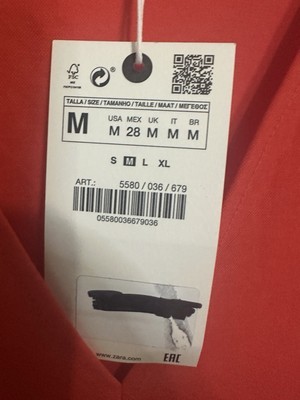 FSC
TALLA / SIZE / TAMANHO / TAILLE / MAAT / ΜΕΓΕΘΟΣ
M
USA MEX UK IT BR
M 28 M M M
S M L XL
ART.: 5580 / 036 / 679
05580036679036
www.zara.com
EAC